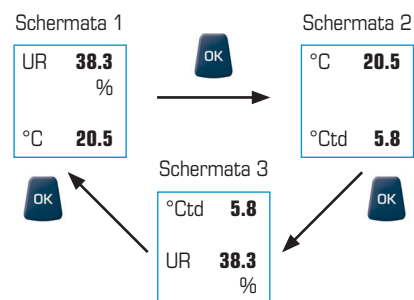 Schermata 1
UR 38.3
%
°C 20.5
OK
Schermata 2
°C 20.5
°Ctd 5.8
OK
Schermata 3
°Ctd 5.8
UR 38.3
%
OK